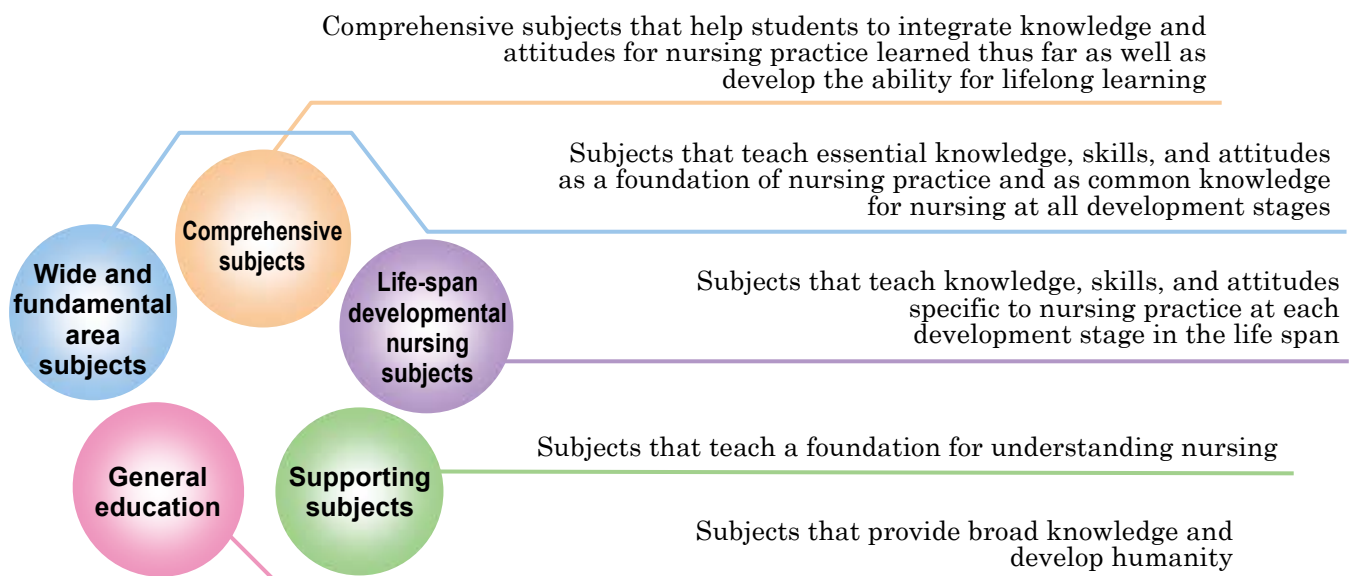 Comprehensive subjects that help students to integrate knowledge and
attitudes for nursing practice learned thus far as well as
develop the ability for lifelong learning
Subjects that teach essential knowledge, skills, and attitudes
as a foundation of nursing practice and as common knowledge
for nursing at all development stages
Comprehensive
subjects
Wide and
fundamental
area
subjects
Life-span
developmental
nursing
subjects
Subjects that teach knowledge, skills, and attitudes
specific to nursing practice at each
development stage in the life span
General
education
Supporting
subjects
Subjects that teach a foundation for understanding nursing
Subjects that provide broad knowledge and
develop humanity